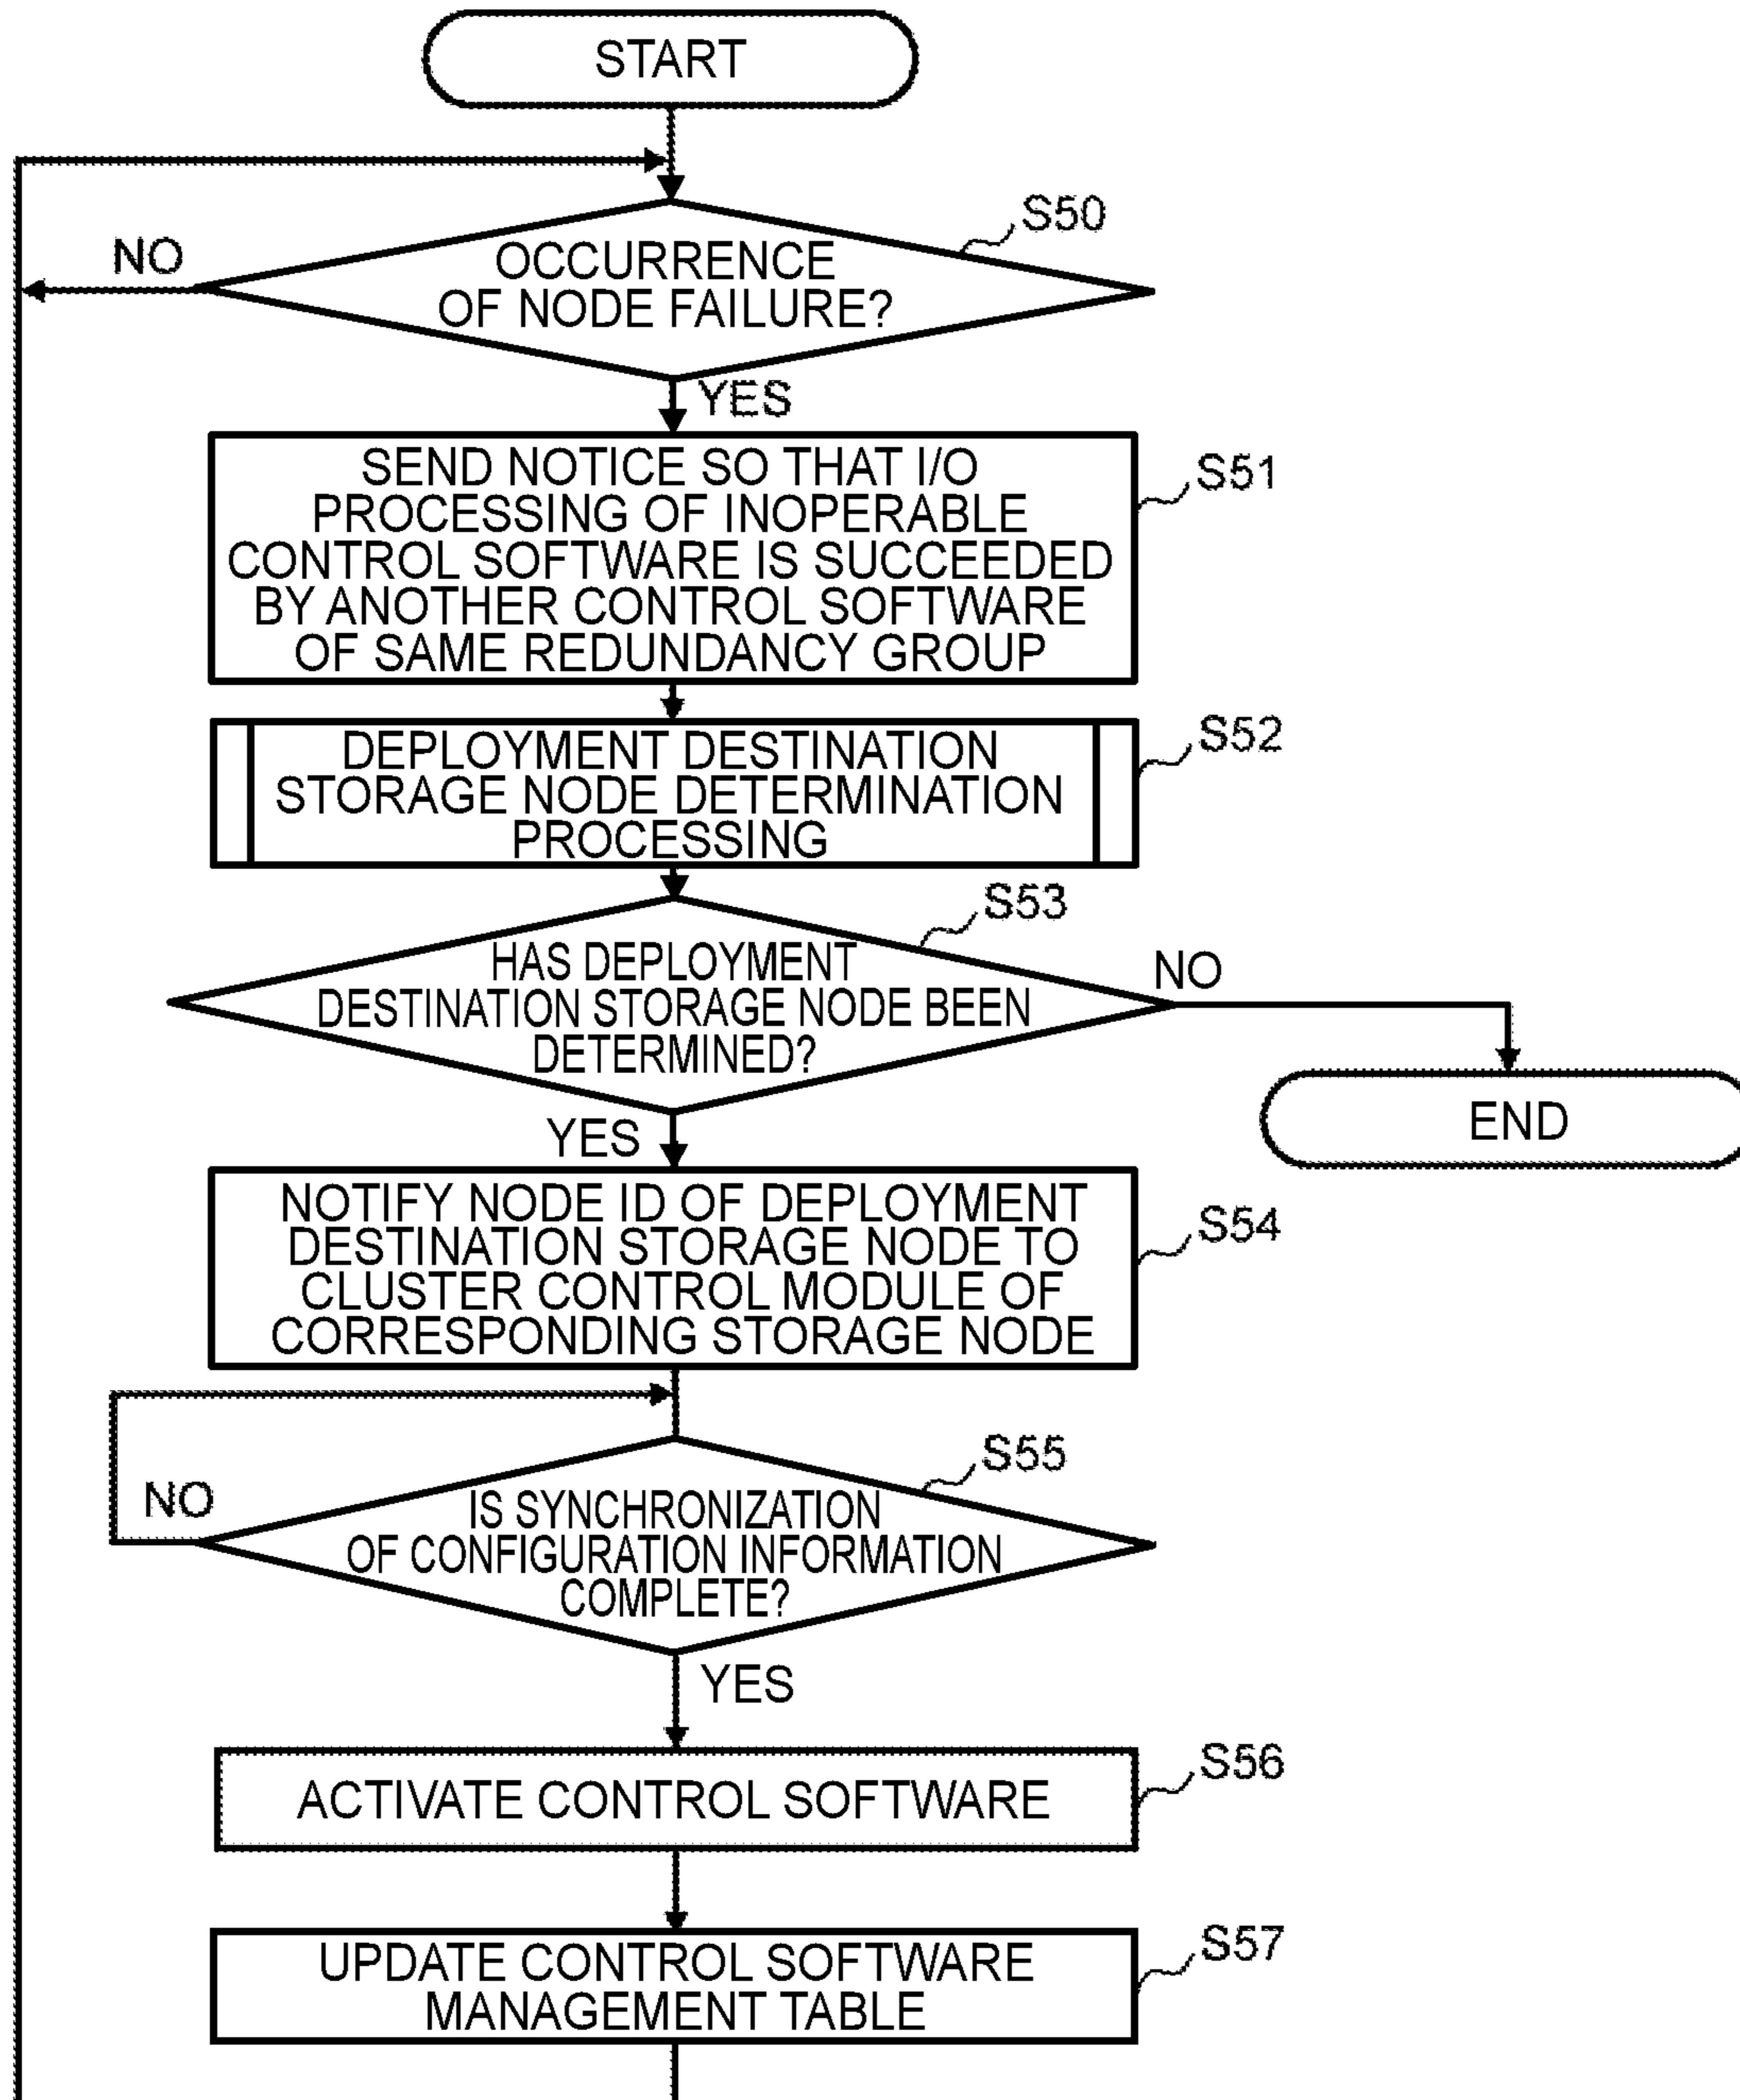 START
S50
NO
OCCURRENCE
OF NODE FAILURE?
YES
SEND NOTICE SO THAT I/O
PROCESSING OF INOPERABLE
CONTROL SOFTWARE IS SUCCEEDED
BY ANOTHER CONTROL SOFTWARE
OF SAME REDUNDANCY GROUP
S51
DEPLOYMENT DESTINATION
STORAGE NODE DETERMINATION
PROCESSING
S52
S53
HAS DEPLOYMENT
DESTINATION STORAGE NODE BEEN
DETERMINED?
NO
END
YES
NOTIFY NODE ID OF DEPLOYMENT
DESTINATION STORAGE NODE TO
CLUSTER CONTROL MODULE OF
CORRESPONDING STORAGE NODE
S54
S55
NO
IS SYNCHRONIZATION
OF CONFIGURATION INFORMATION
COMPLETE?
YES
ACTIVATE CONTROL SOFTWARE
S56
UPDATE CONTROL SOFTWARE
MANAGEMENT TABLE
S57